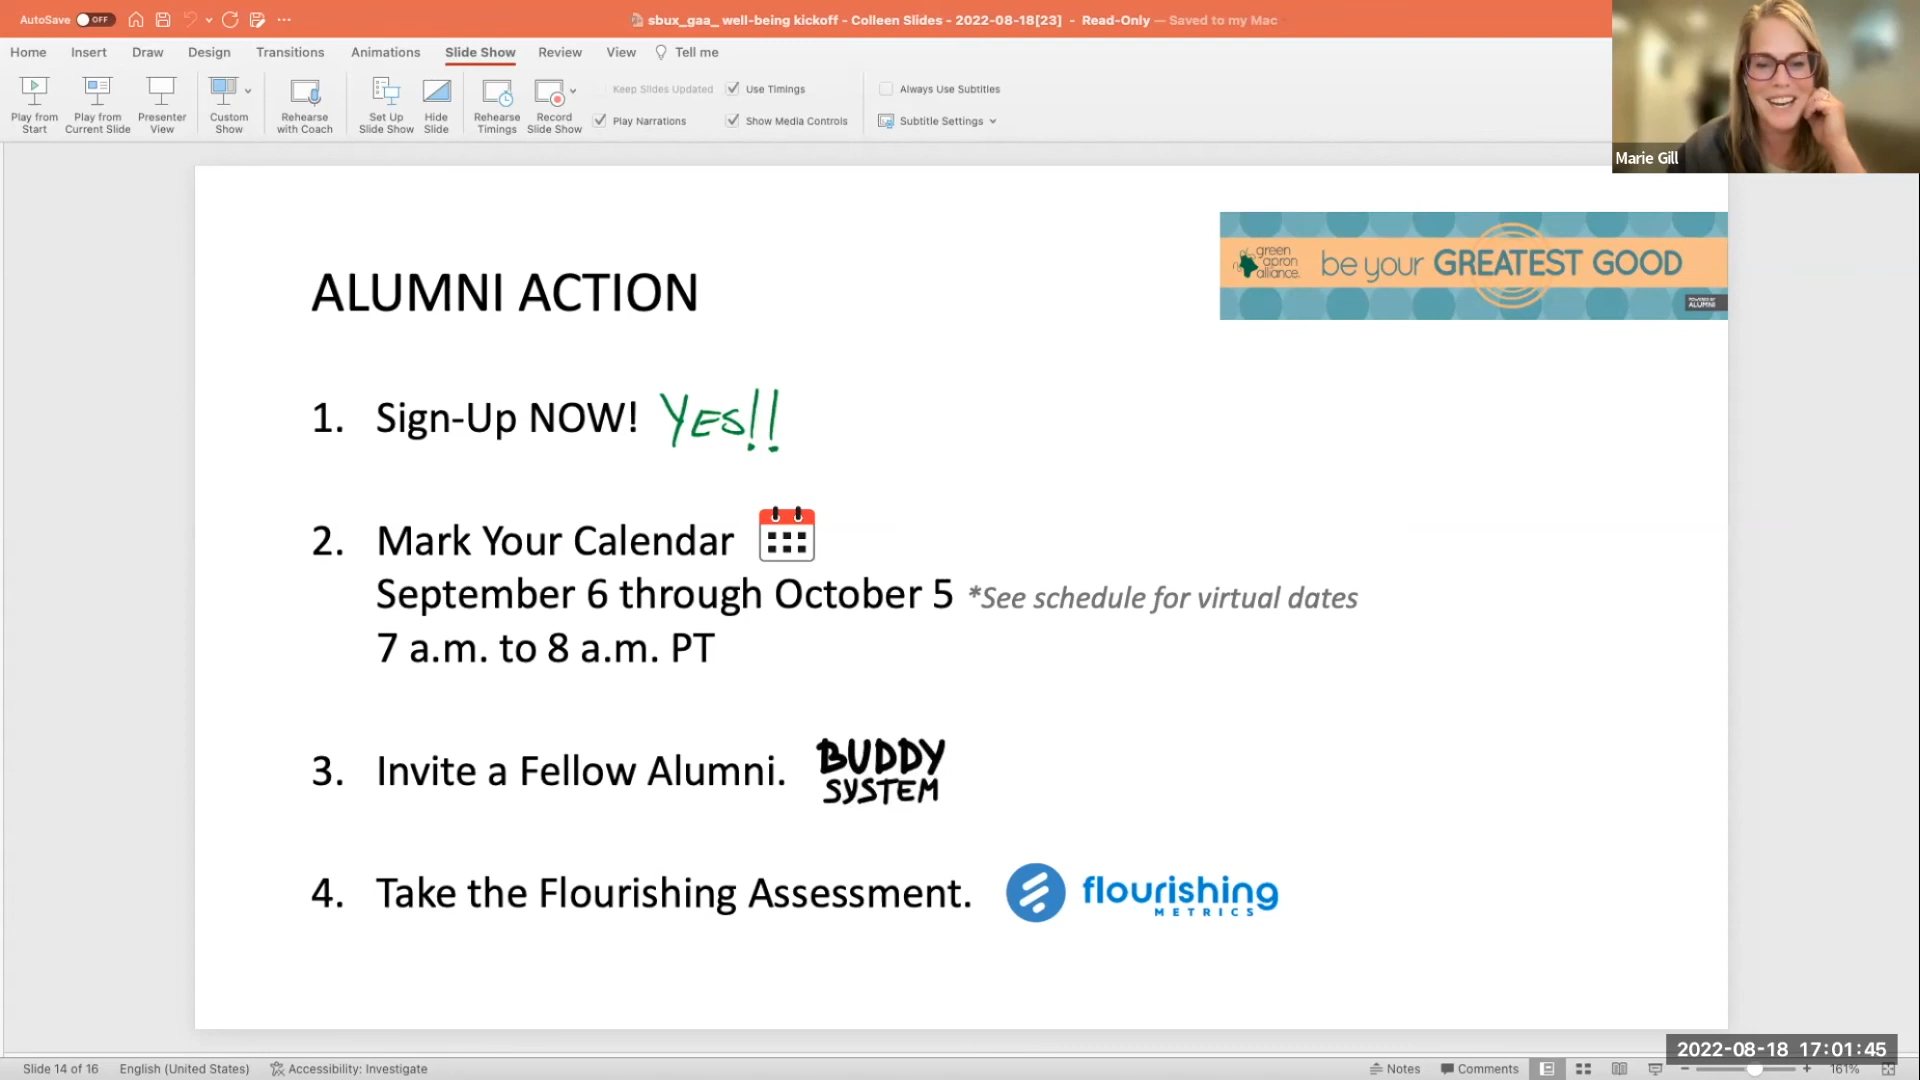 AutoSave OFF
sbux_gaa_ well-being kickoff - Colleen Slides - 2022-08-18[23] - Read-Only — Saved to my Mac
Home Insert Draw Design Transitions Animations Slide Show Review View Tell me
Play from Start
Play from Current Slide
Presenter View
Custom Show
Rehearse with Coach
Set Up Slide Show
Hide Slide
Rehearse Timings
Record Slide Show
Keep Slides Updated
Use Timings
Play Narrations
Show Media Controls
Always Use Subtitles
Subtitle Settings
Marie Gill
green apron alliance.
be your GREATEST GOOD
POWERED BY
ALUMNI
ALUMNI ACTION
1. Sign-Up NOW! YES!!
2. Mark Your Calendar
September 6 through October 5 *See schedule for virtual dates
7 a.m. to 8 a.m. PT
3. Invite a Fellow Alumni. BUDDY SYSTEM
4. Take the Flourishing Assessment. flourishing METRICS
2022-08-18 17:01:45
Slide 14 of 16 English (United States) Accessibility: Investigate Notes Comments 161%